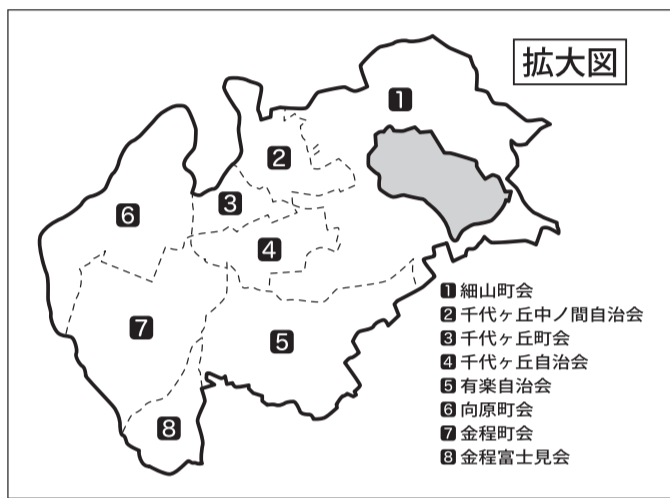 拡大図
1
2
3
6
4
7
5
8
1 細山町会
2 千代ヶ丘中ノ間自治会
3 千代ヶ丘町会
4 千代ヶ丘自治会
5 有楽自治会
6 向原町会
7 金程町会
8 金程富士見会